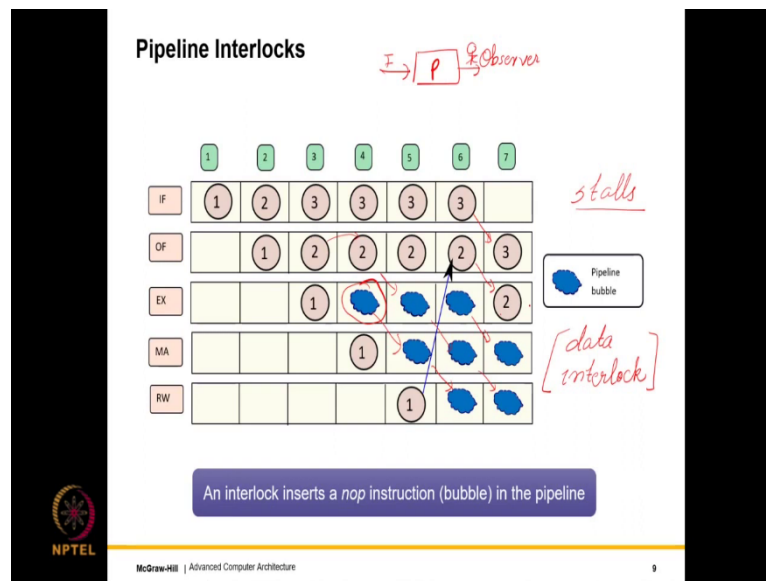 Pipeline Interlocks
I P Observer
1 2 3 4 5 6 7
IF 1 2 3 3 3 3
stalls
OF 1 2 2 2 2 3
Pipeline
bubble
EX 1 2
MA 1
[data
interlock]
RW 1
An interlock inserts a nop instruction (bubble) in the pipeline
NPTEL
McGraw-Hill | Advanced Computer Architecture 9